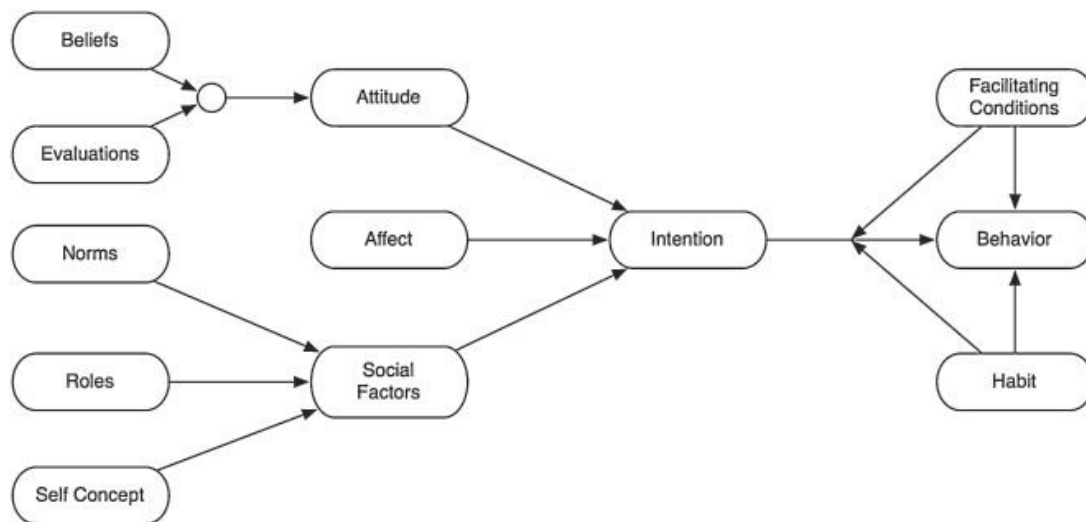 Beliefs
Evaluations
Attitude
Facilitating
Conditions
Norms
Affect
Intention
Behavior
Roles
Social
Factors
Habit
Self Concept